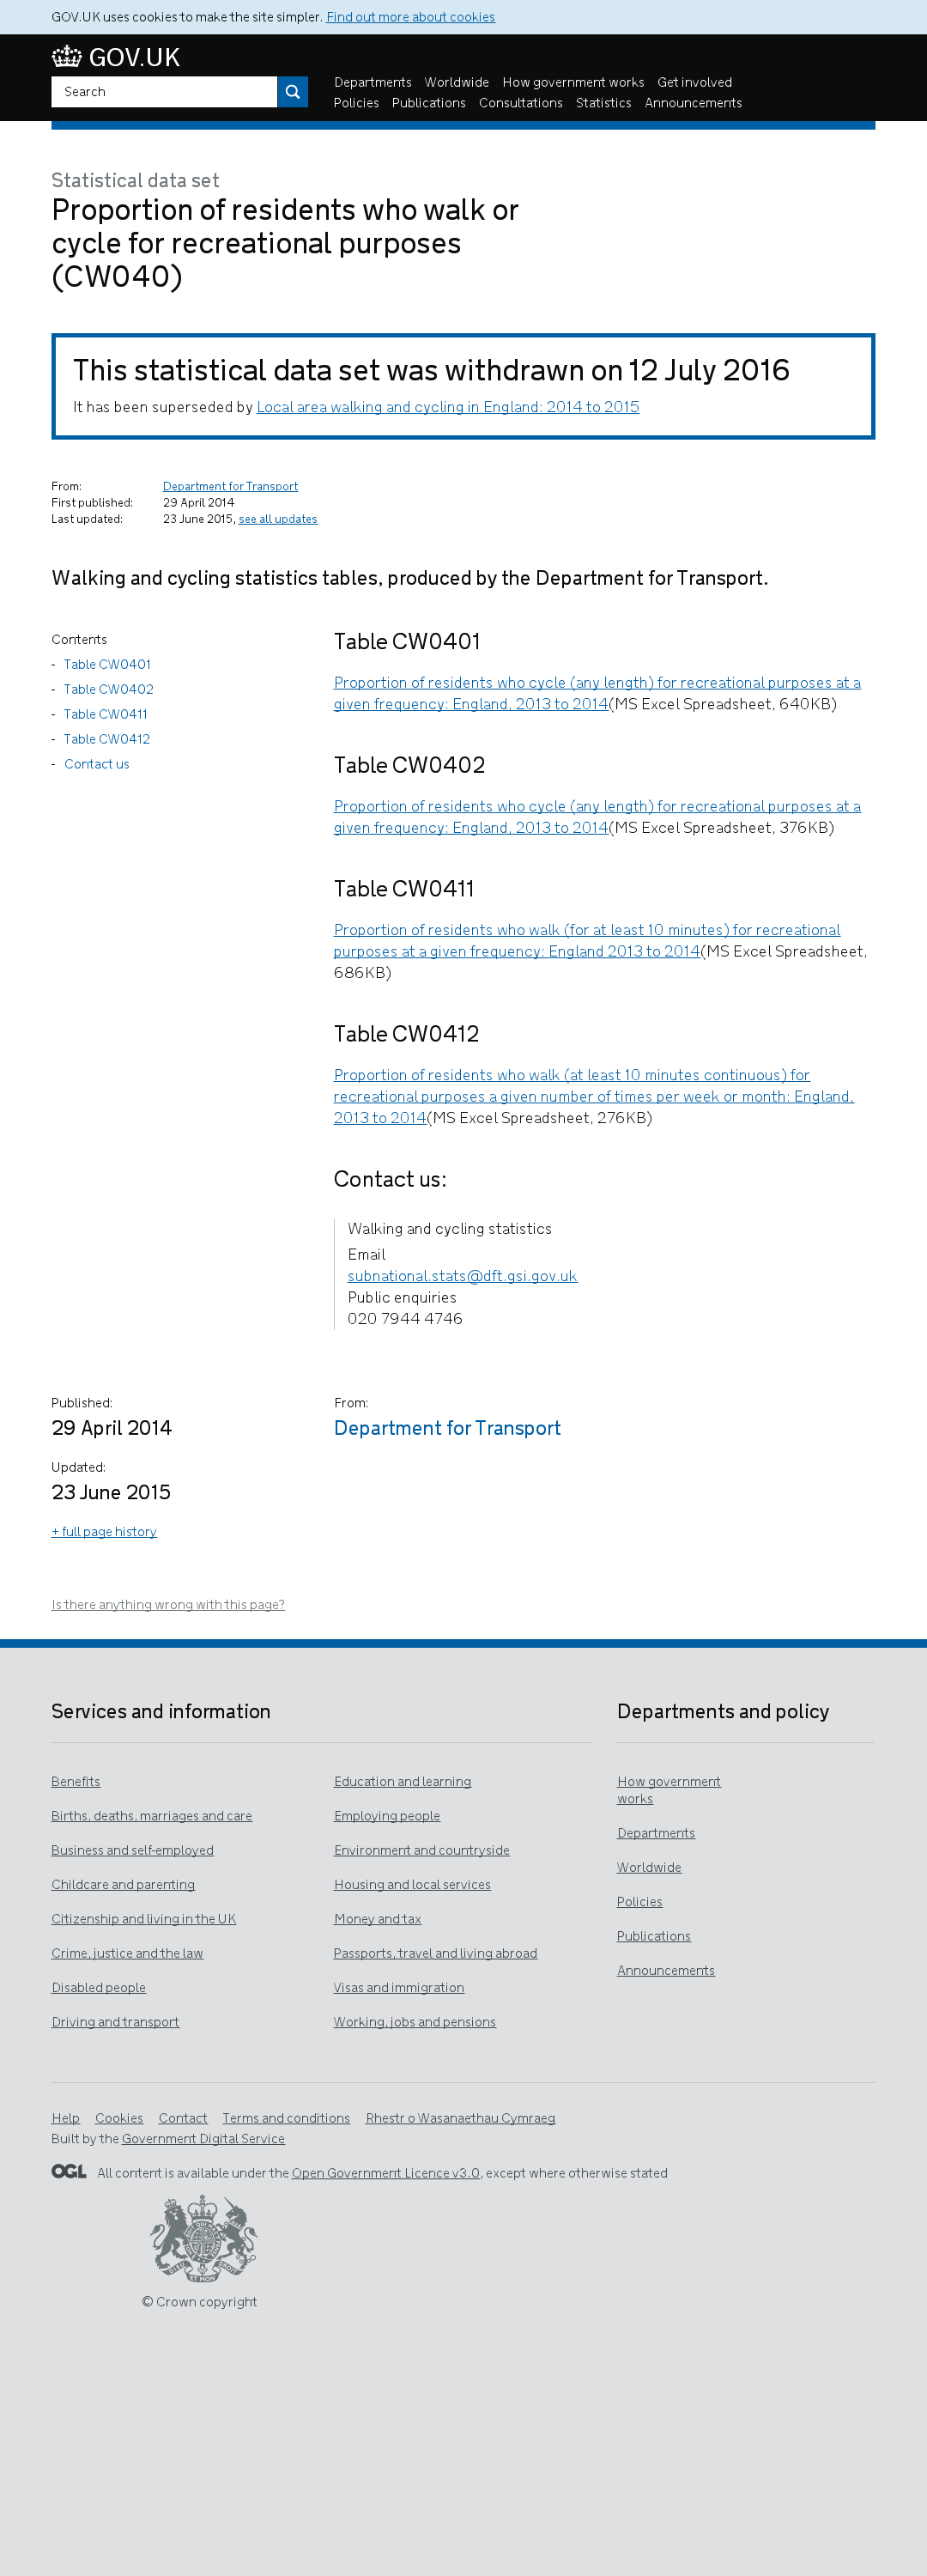 GOV.UK uses cookies to make the site simpler. Find out more about cookies
GOV.UK
Search
Departments Worldwide How government works Get involved
Policies Publications Consultations Statistics Announcements
Statistical data set
Proportion of residents who walk or
cycle for recreational purposes
(CW040)
This statistical data set was withdrawn on 12 July 2016
It has been superseded by Local area walking and cycling in England: 2014 to 2015
From: Department for Transport
First published: 29 April 2014
Last updated: 23 June 2015, see all updates
Walking and cycling statistics tables, produced by the Department for Transport.
Contents
- Table CW0401
- Table CW0402
- Table CW0411
- Table CW0412
- Contact us
Table CW0401
Proportion of residents who cycle (any length) for recreational purposes at a
given frequency: England, 2013 to 2014(MS Excel Spreadsheet, 640KB)
Table CW0402
Proportion of residents who cycle (any length) for recreational purposes at a
given frequency: England, 2013 to 2014(MS Excel Spreadsheet, 376KB)
Table CW0411
Proportion of residents who walk (for at least 10 minutes) for recreational
purposes at a given frequency: England 2013 to 2014(MS Excel Spreadsheet,
686KB)
Table CW0412
Proportion of residents who walk (at least 10 minutes continuous) for
recreational purposes a given number of times per week or month: England,
2013 to 2014(MS Excel Spreadsheet, 276KB)
Contact us:
Walking and cycling statistics
Email
subnational.stats@dft.gsi.gov.uk
Public enquiries
020 7944 4746
Published:
29 April 2014
Updated:
23 June 2015
+ full page history
From:
Department for Transport
Is there anything wrong with this page?
Services and information
Benefits
Births, deaths, marriages and care
Business and self-employed
Childcare and parenting
Citizenship and living in the UK
Crime, justice and the law
Disabled people
Driving and transport
Education and learning
Employing people
Environment and countryside
Housing and local services
Money and tax
Passports, travel and living abroad
Visas and immigration
Working, jobs and pensions
Departments and policy
How government
works
Departments
Worldwide
Policies
Publications
Announcements
Help Cookies Contact Terms and conditions Rhestr o Wasanaethau Cymraeg
Built by the Government Digital Service
OGL All content is available under the Open Government Licence v3.0, except where otherwise stated
DIEU ET MON DROIT
© Crown copyright